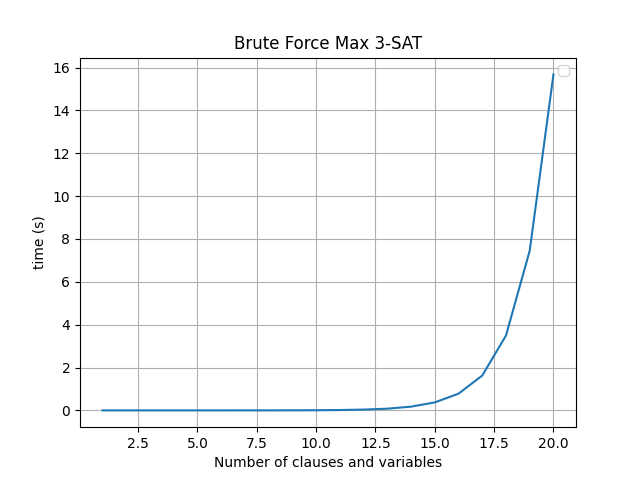 Brute Force Max 3-SAT
16
14
12
10
8
6
4
2
0
time (s)
2.5 5.0 7.5 10.0 12.5 15.0 17.5 20.0
Number of clauses and variables